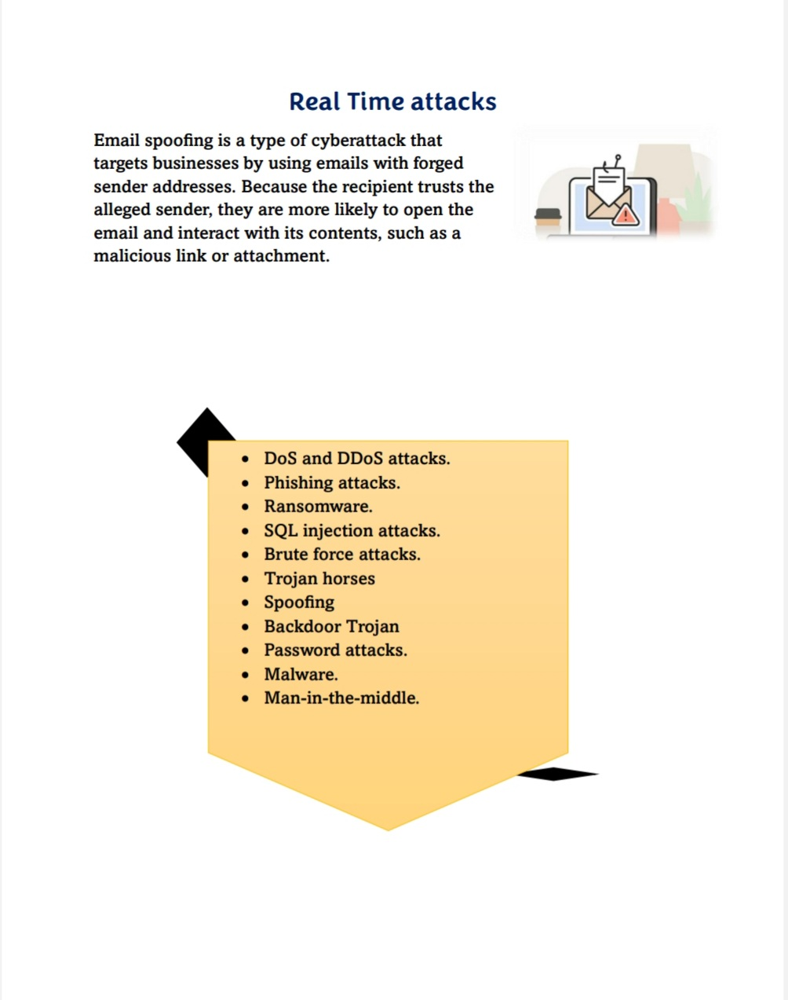 Real Time attacks
Email spoofing is a type of cyberattack that
targets businesses by using emails with forged
sender addresses. Because the recipient trusts the
alleged sender, they are more likely to open the
email and interact with its contents, such as a
malicious link or attachment.
• DoS and DDoS attacks.
• Phishing attacks.
• Ransomware.
• SQL injection attacks.
• Brute force attacks.
• Trojan horses
• Spoofing
• Backdoor Trojan
• Password attacks.
• Malware.
• Man-in-the-middle.